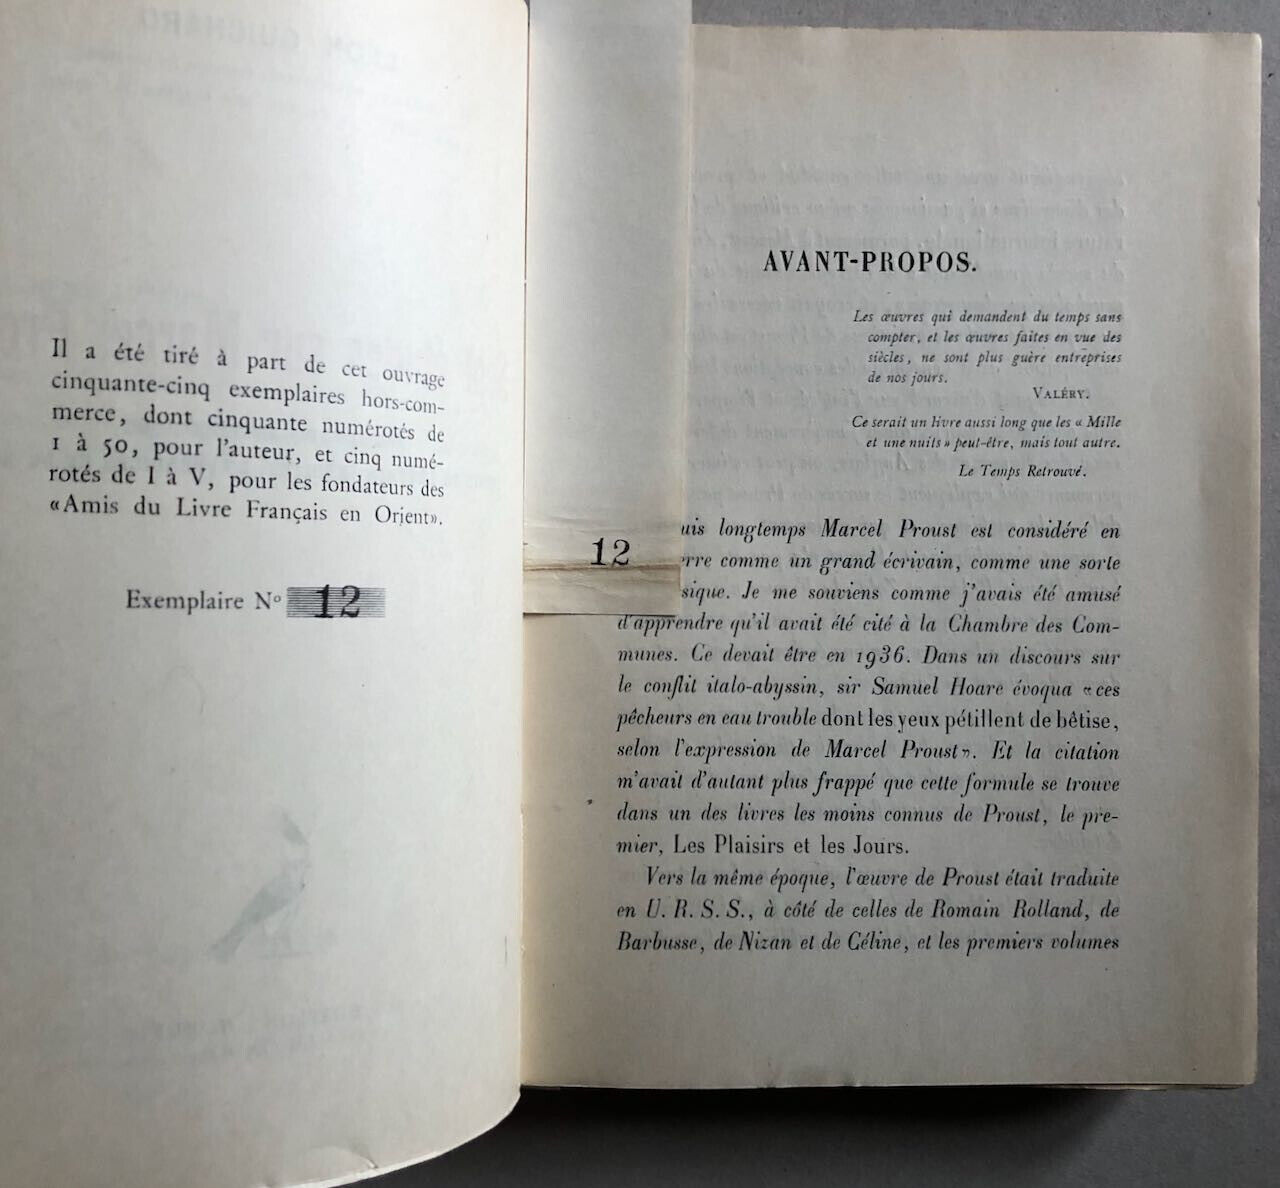 Il a été tiré à part de cet ouvrage
cinquante-cinq exemplaires hors-com-
merce, dont cinquante numérotés de
1 à 50, pour l'auteur, et cinq numé-
rotés de I à V, pour les fondateurs des
«Amis du Livre Français en Orient».
Exemplaire N° 12
12
AVANT-PROPOS.
Les œuvres qui demandent du temps sans
compter, et les œuvres faites en vue des
siècles, ne sont plus guère entreprises
de nos jours.
VALÉRY.
Ce serait un livre aussi long que les « Mille
et une nuits » peut-être, mais tout autre.
Le Temps Retrouvé.
uis longtemps Marcel Proust est considéré en
erre comme un grand écrivain, comme une sorte
sique. Je me souviens comme j'avais été amusé
d'apprendre qu'il avait été cité à la Chambre des Com-
munes. Ce devait être en 1936. Dans un discours sur
le conflit italo-abyssin, sir Samuel Hoare évoqua «ces
pêcheurs en eau trouble dont les yeux pétillent de bêtise,
selon l'expression de Marcel Proust». Et la citation
m'avait d'autant plus frappé que cette formule se trouve
dans un des livres les moins connus de Proust, le pre-
mier, Les Plaisirs et les Jours.
Vers la même époque, l'œuvre de Proust était traduite
en U. R. S. S., à côté de celles de Romain Rolland, de
Barbusse, de Nizan et de Céline, et les premiers volumes